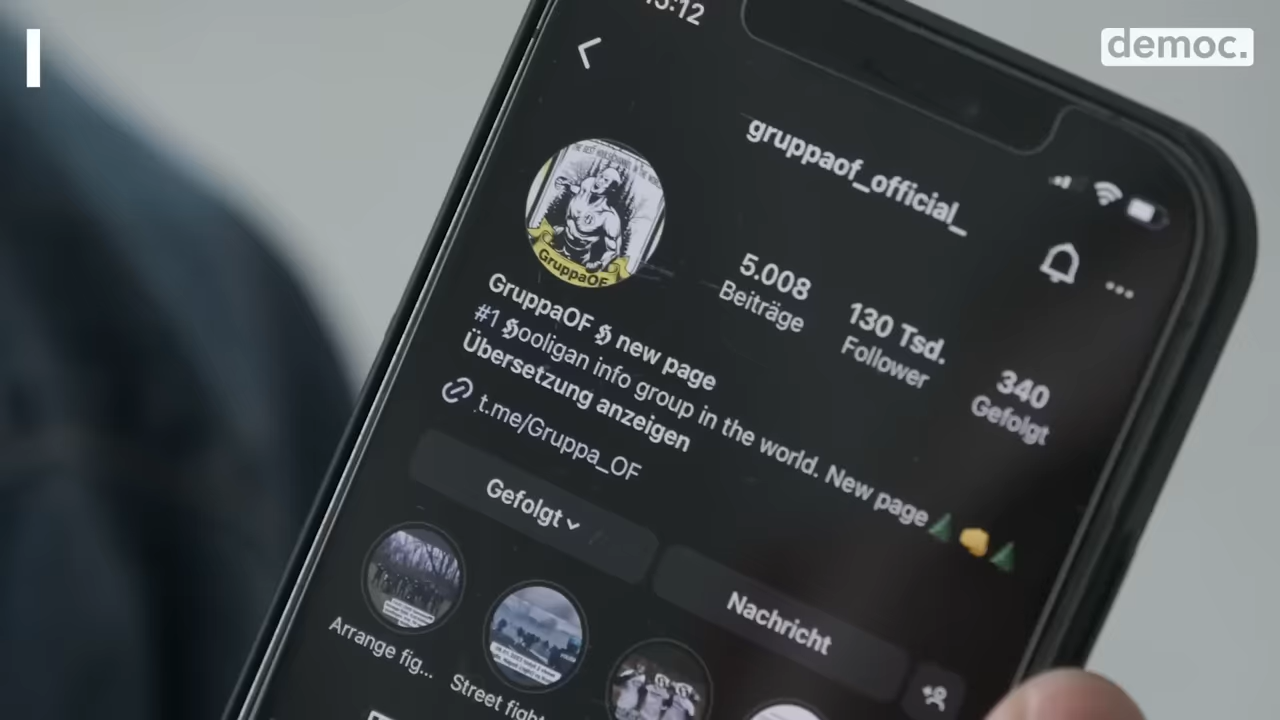 democ.
gruppaof_official_
GruppaOF
5.008
Beiträge
130 Tsd.
Follower
340
Gefolgt
GruppaOF 𝕳 new page
#1 𝕳ooligan info group in the world. New page🌲👊🌲
Übersetzung anzeigen
t.me/Gruppa_OF
Gefolgt
Nachricht
Arrange fig...
Street fight